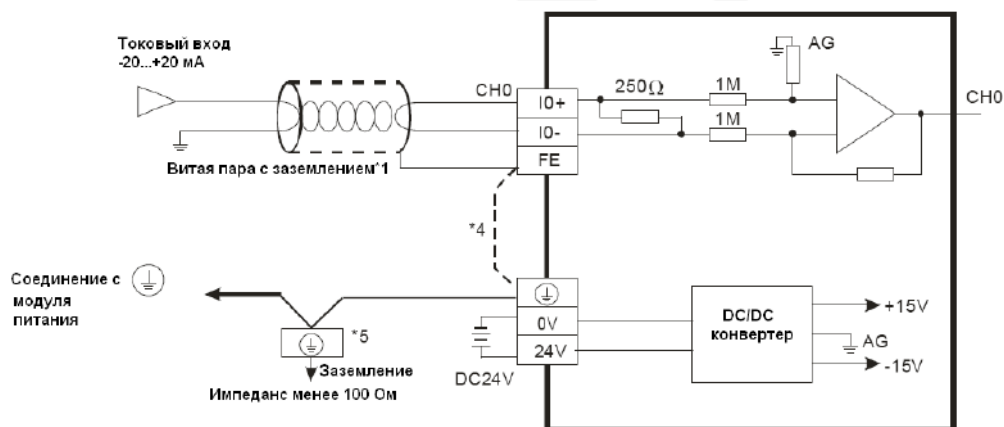 Токовый вход
-20...+20 мА
CH0
I0+
I0-
FE
250Ω
1M
1M
AG
CH0
Витая пара с заземлением*1
*4
Соединение с
модуля
питания
*5
Заземление
Импеданс менее 100 Ом
0V
24V
DC24V
DC/DC
конвертер
+15V
AG
-15V